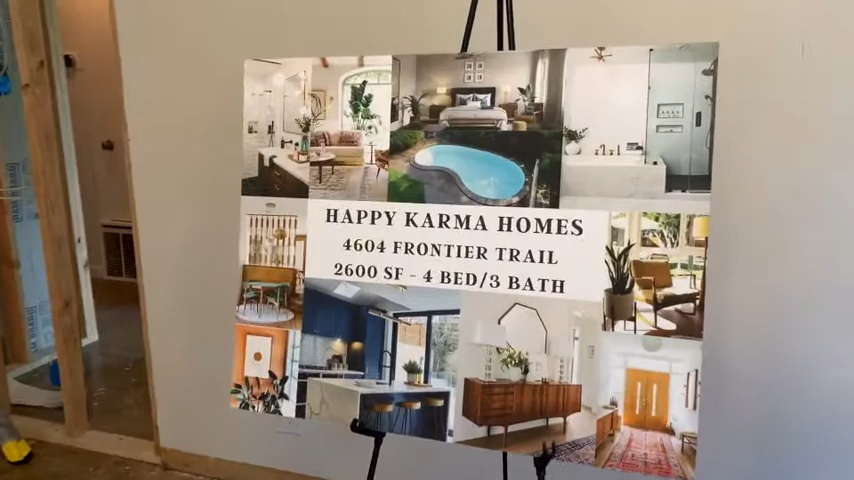 HAPPY KARMA HOMES
4604 FRONTIER TRAIL
2600 SF - 4 BED/3 BATH